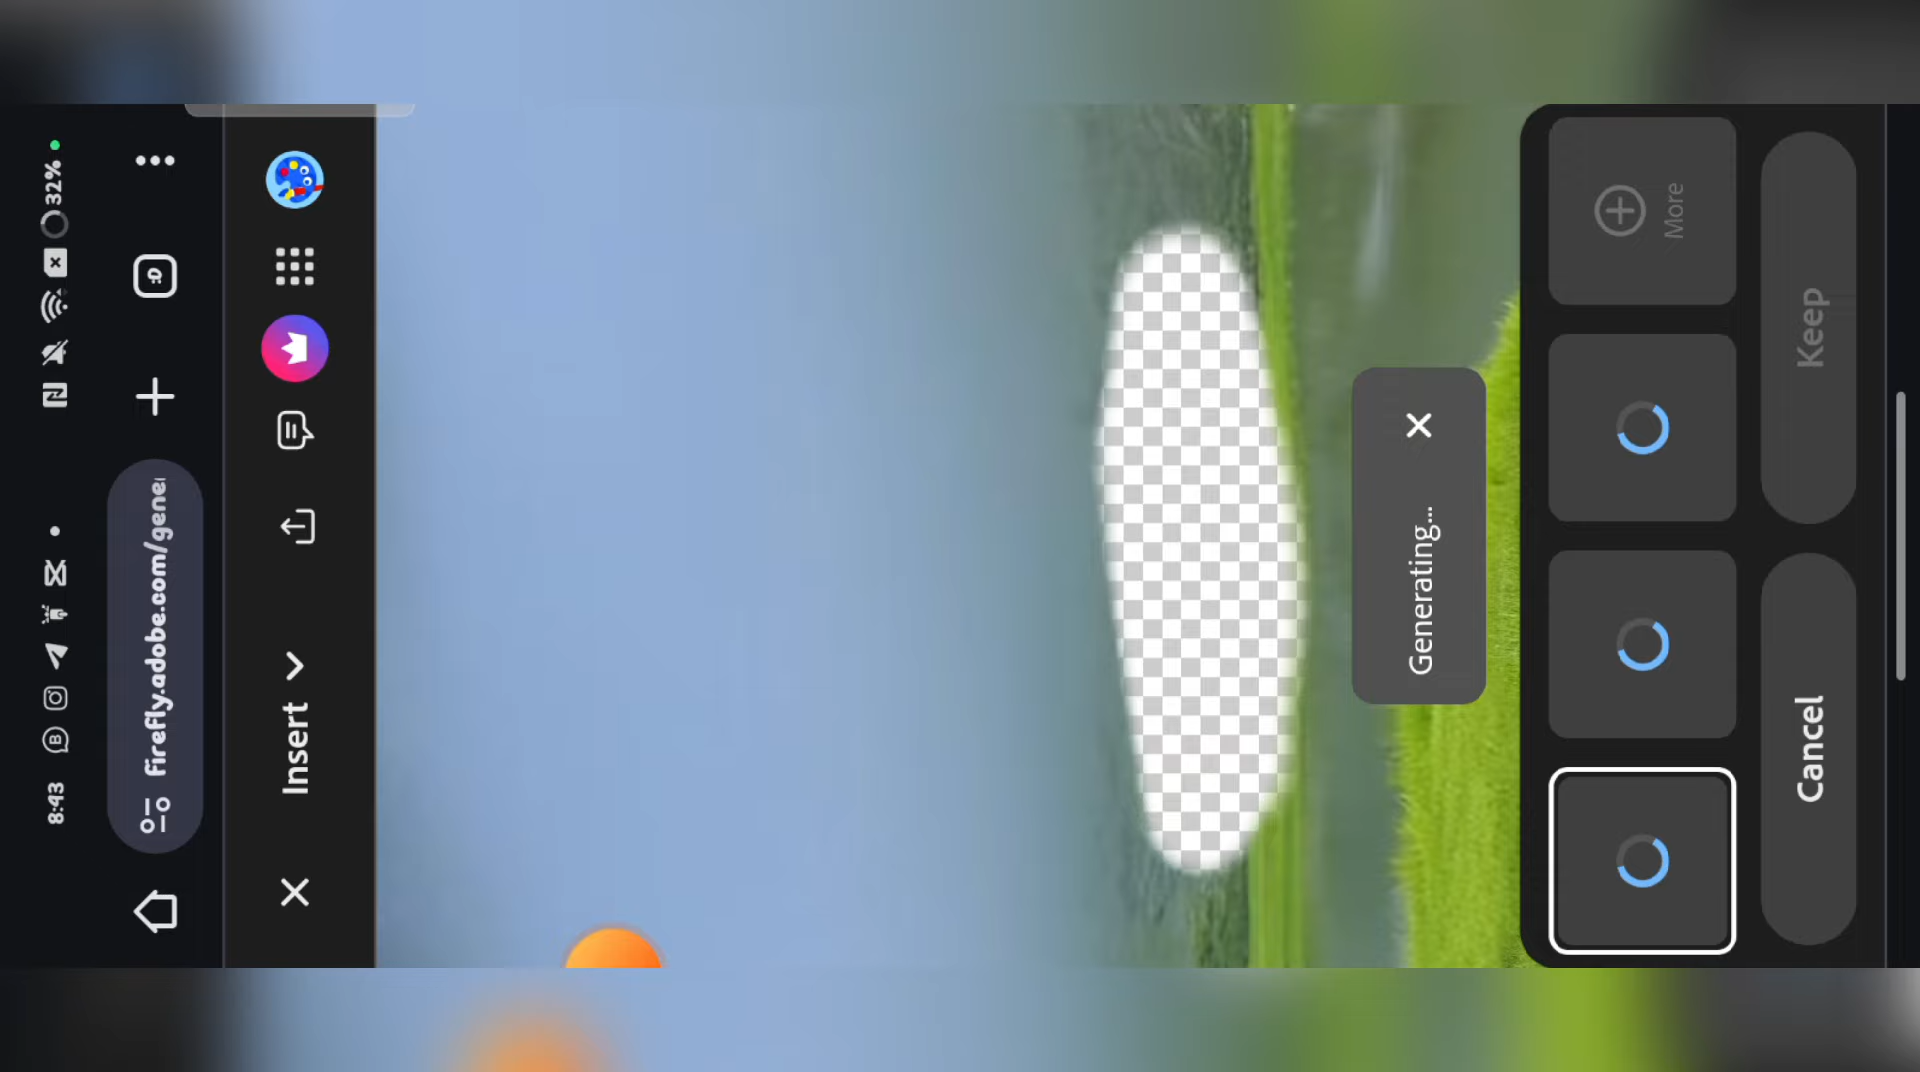 8:43
32%
firefly.adobe.com/gene
Insert
Generating...
More
Cancel
Keep